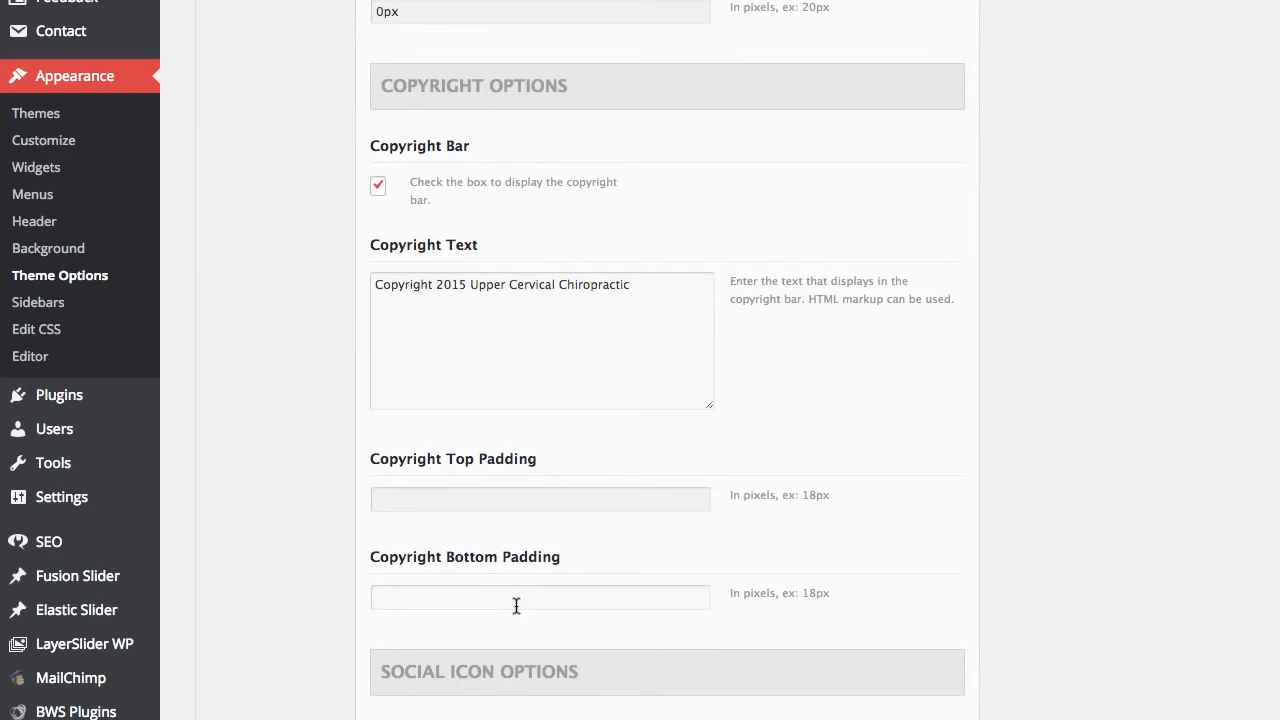 Feedback
Contact
Appearance
Themes
Customize
Widgets
Menus
Header
Background
Theme Options
Sidebars
Edit CSS
Editor
Plugins
Users
Tools
Settings
SEO
Fusion Slider
Elastic Slider
LayerSlider WP
MailChimp
BWS Plugins
0px
In pixels, ex: 20px
COPYRIGHT OPTIONS
Copyright Bar
Check the box to display the copyright
bar.
Copyright Text
Copyright 2015 Upper Cervical Chiropractic
Enter the text that displays in the
copyright bar. HTML markup can be used.
Copyright Top Padding
In pixels, ex: 18px
Copyright Bottom Padding
In pixels, ex: 18px
SOCIAL ICON OPTIONS